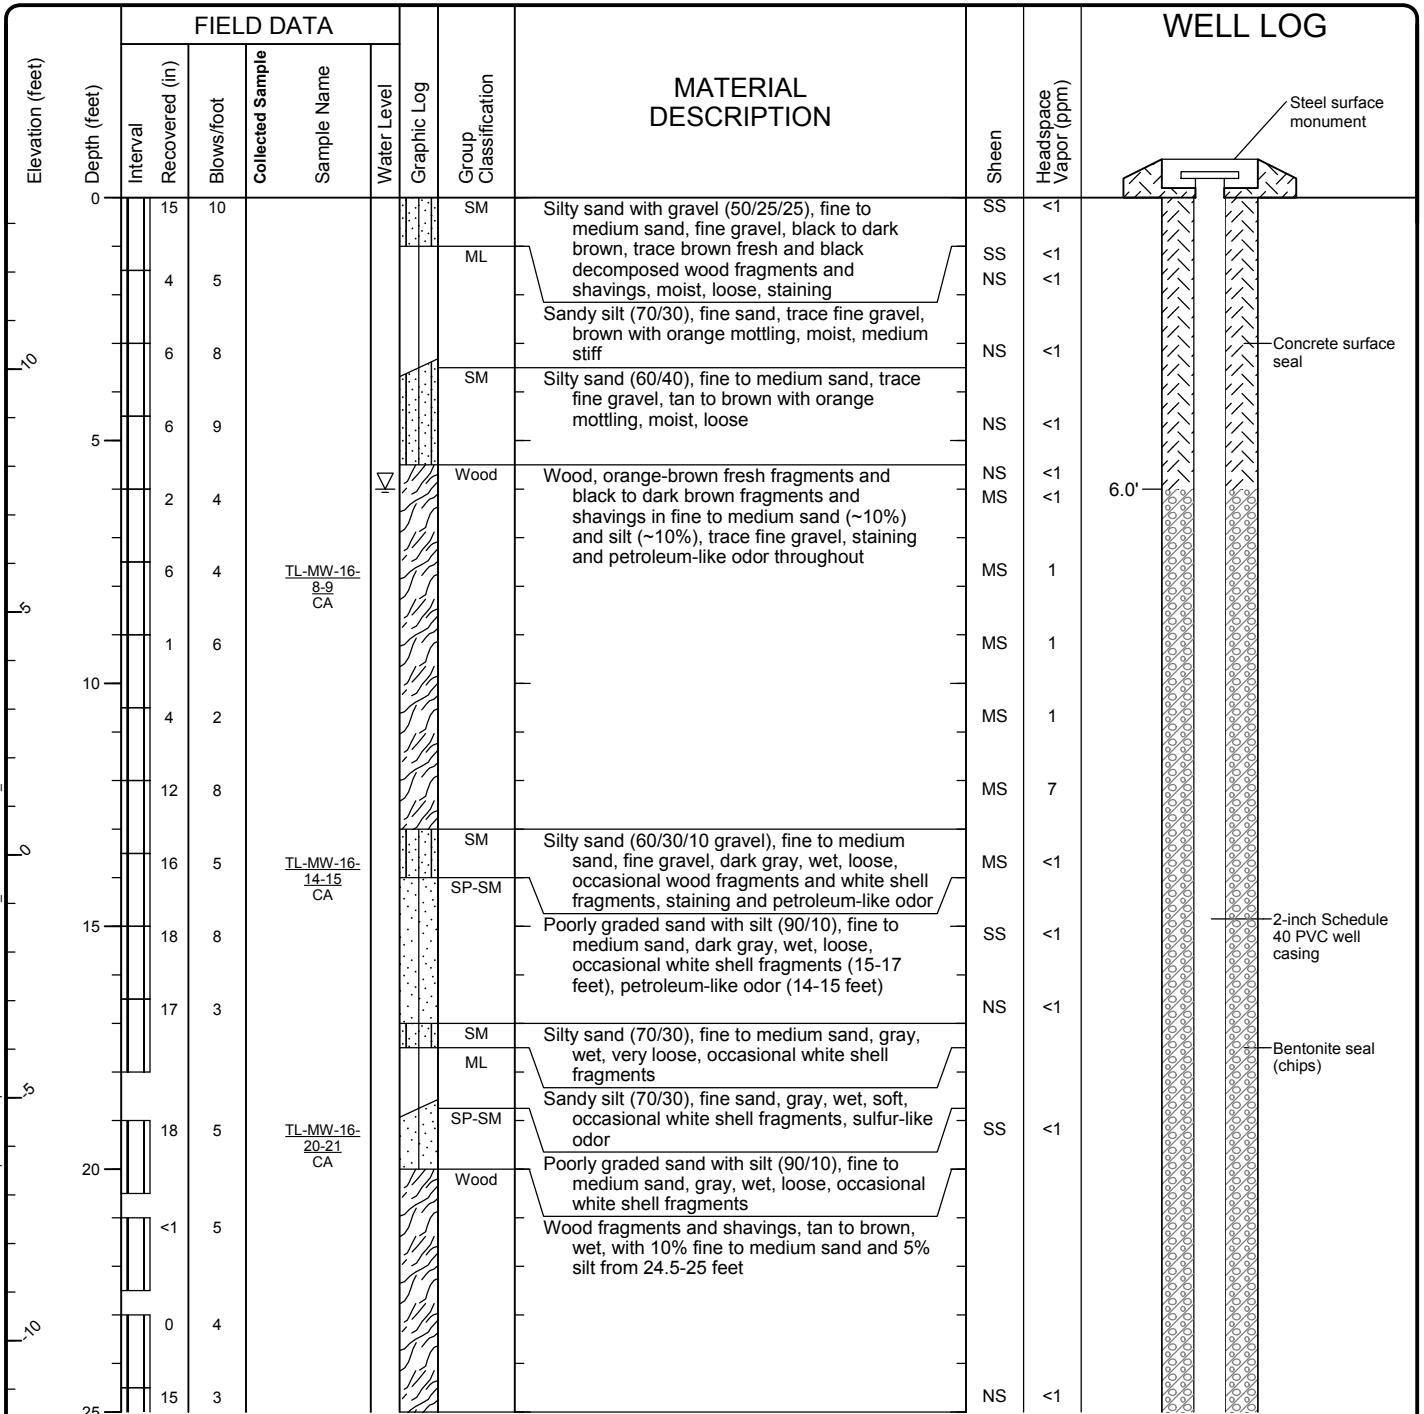 FIELD DATA
WELL LOG
Elevation (feet)
Depth (feet)
Interval
Recovered (in)
Blows/foot
Collected Sample
Sample Name
Water Level
Graphic Log
Group
Classification
MATERIAL
DESCRIPTION
Sheen
Headspace
Vapor (ppm)
Steel surface
monument
0
15 10
SM
Silty sand with gravel (50/25/25), fine to
medium sand, fine gravel, black to dark
brown, trace brown fresh and black
decomposed wood fragments and
shavings, moist, loose, staining
SS <1
ML
SS <1
4 5
NS <1
Sandy silt (70/30), fine sand, trace fine gravel,
brown with orange mottling, moist, medium
stiff
6 8
NS <1
Concrete surface
seal
10
SM
Silty sand (60/40), fine to medium sand, trace
fine gravel, tan to brown with orange
mottling, moist, loose
6 9
NS <1
5
Wood
Wood, orange-brown fresh fragments and
black to dark brown fragments and
shavings in fine to medium sand (~10%)
and silt (~10%), trace fine gravel, staining
and petroleum-like odor throughout
NS <1
2 4
MS <1
6.0'
6 4
TL-MW-16-
8-9
CA
MS 1
5
1 6
MS 1
10
4 2
MS 1
12 8
MS 7
SM
Silty sand (60/30/10 gravel), fine to medium
sand, fine gravel, dark gray, wet, loose,
occasional wood fragments and white shell
fragments, staining and petroleum-like odor
0
16 5
TL-MW-16-
14-15
CA
MS <1
SP-SM
Poorly graded sand with silt (90/10), fine to
medium sand, dark gray, wet, loose,
occasional white shell fragments (15-17
feet), petroleum-like odor (14-15 feet)
15
18 8
SS <1
2-inch Schedule
40 PVC well
casing
17 3
NS <1
SM
Silty sand (70/30), fine to medium sand, gray,
wet, very loose, occasional white shell
fragments
ML
Bentonite seal
(chips)
-5
Sandy silt (70/30), fine sand, gray, wet, soft,
occasional white shell fragments, sulfur-like
odor
SP-SM
18 5
TL-MW-16-
20-21
CA
SS <1
20
Poorly graded sand with silt (90/10), fine to
medium sand, gray, wet, loose, occasional
white shell fragments
Wood
Wood fragments and shavings, tan to brown,
wet, with 10% fine to medium sand and 5%
silt from 24.5-25 feet
<1 5
-10
0 4
15 3
NS <1
25